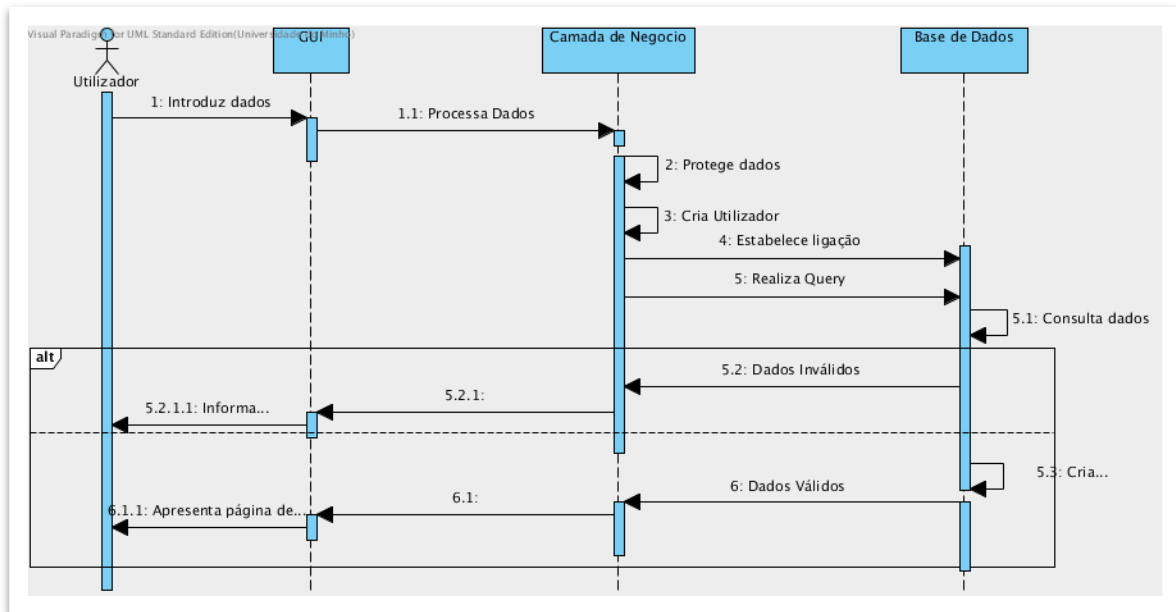 Visual Paradigm for UML Standard Edition(Universidade do Minho)
GUI
Camada de Negocio
Base de Dados
Utilizador
1: Introduz dados
1.1: Processa Dados
2: Protege dados
3: Cria Utilizador
4: Estabelece ligação
5: Realiza Query
5.1: Consulta dados
alt
5.2: Dados Inválidos
5.2.1:
5.2.1.1: Informa...
5.3: Cria...
6: Dados Válidos
6.1:
6.1.1: Apresenta página de...